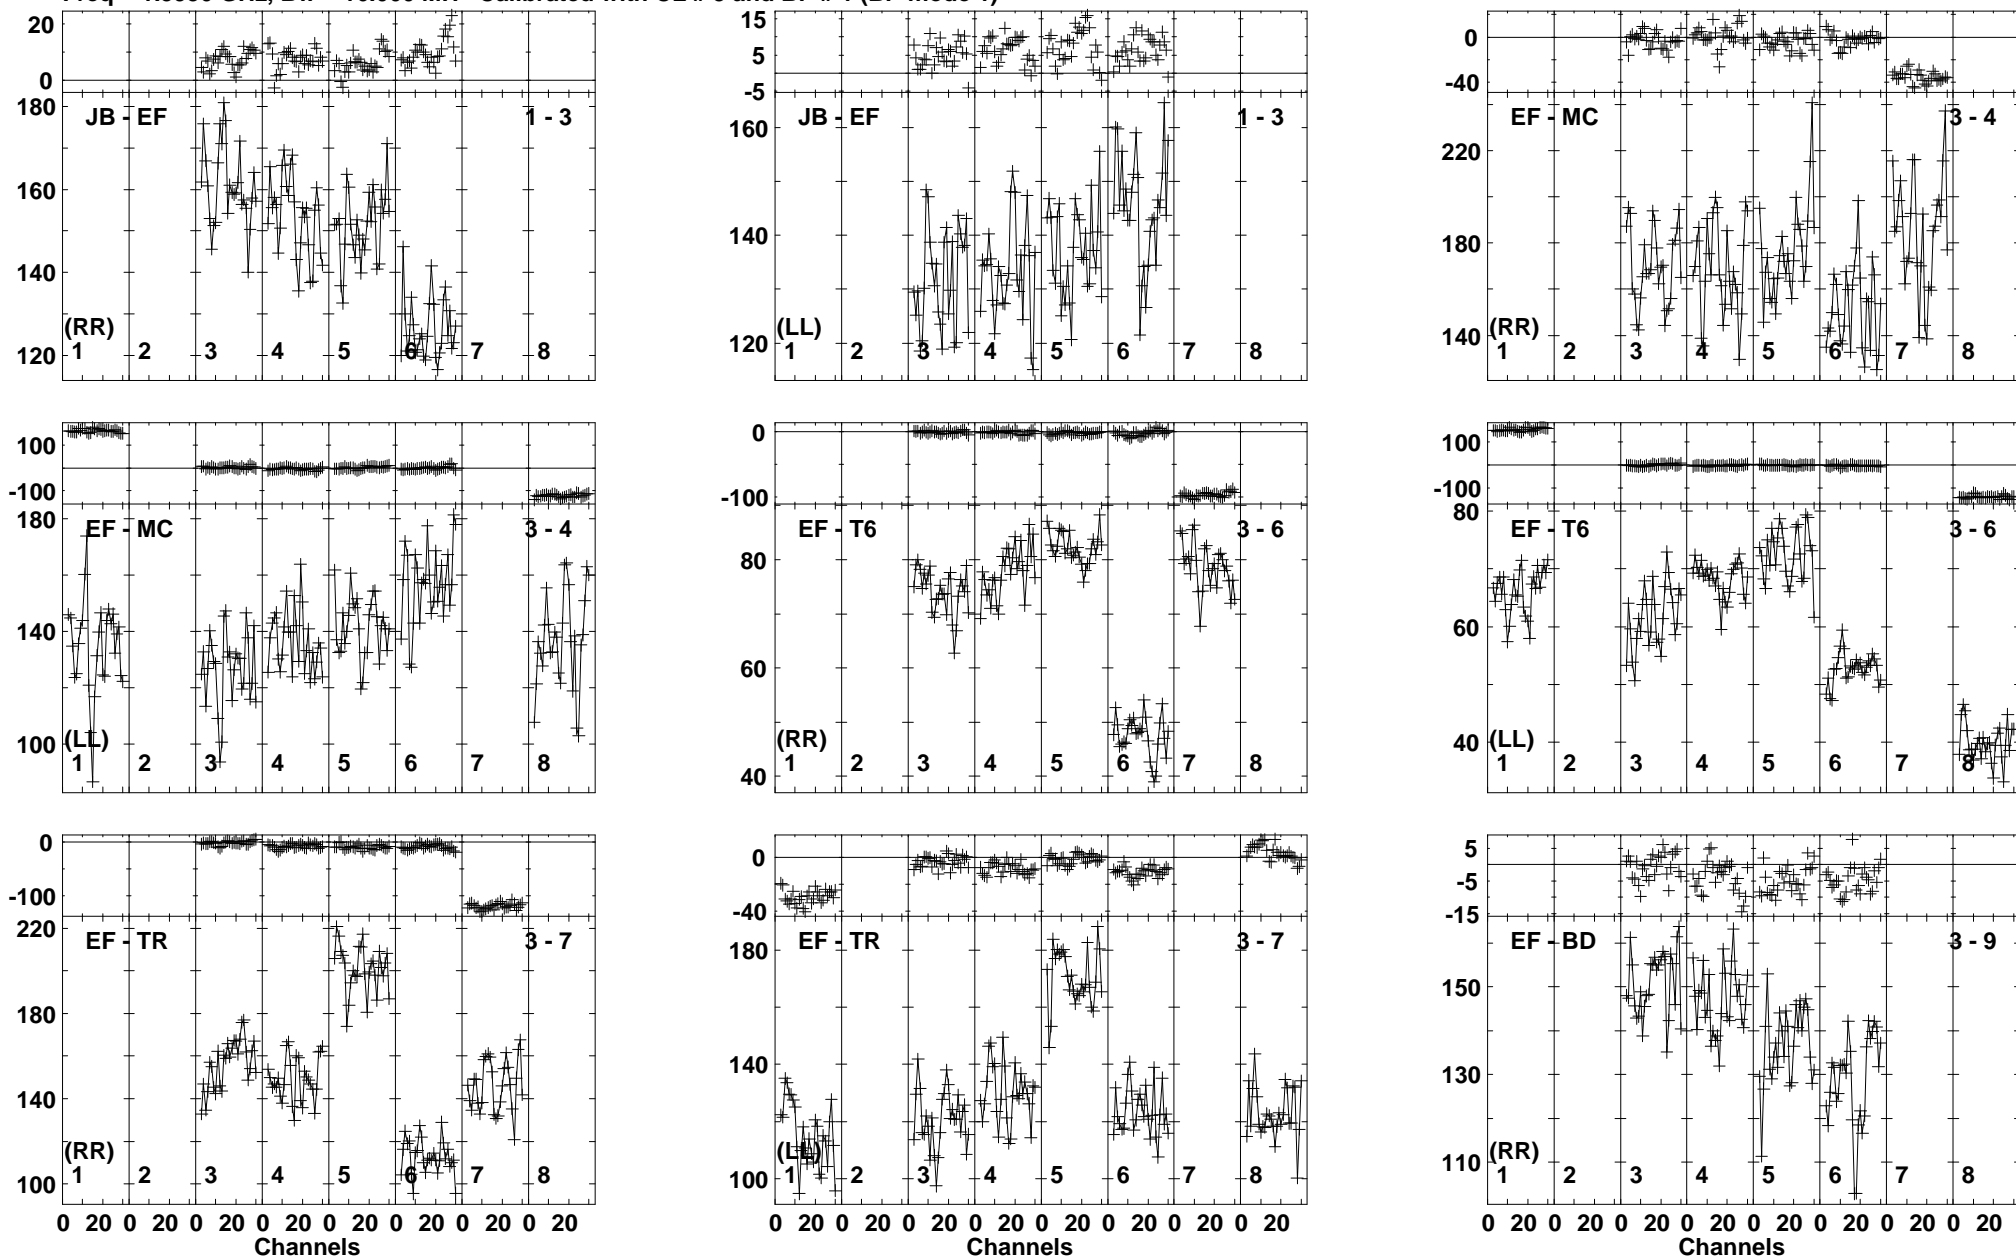 20 0
180 160 140 120
JB - EF 1 - 3
(RR)
1 2 3 4 5 6 7 8
15 5 -5
160 140 120
JB - EF 1 - 3
(LL)
1 2 3 4 5 6 7 8
0 -40
220 180 140
EF - MC 3 - 4
(RR)
1 2 3 4 5 6 7 8
100 -100
180 140 100
EF - MC 3 - 4
(LL)
1 2 3 4 5 6 7 8
0 -100
80 60 40
EF - T6 3 - 6
(RR)
1 2 3 4 5 6 7 8
100 -100
80 60 40
EF - T6 3 - 6
(LL)
1 2 3 4 5 6 7 8
0 -100
220 180 140 100
EF - TR 3 - 7
(RR)
1 2 3 4 5 6 7 8
0 20 0 20 0 20 0 20 0 20 0 20 0 20 0 20
Channels
0 -40
180 140 100
EF - TR 3 - 7
(LL)
1 2 3 4 5 6 7 8
0 20 0 20 0 20 0 20 0 20 0 20 0 20 0 20
Channels
5 -5 -15
150 130 110
EF - BD 3 - 9
(RR)
1 2 3 4 5 6 7 8
0 20 0 20 0 20 0 20 0 20 0 20 0 20 0 20
Channels